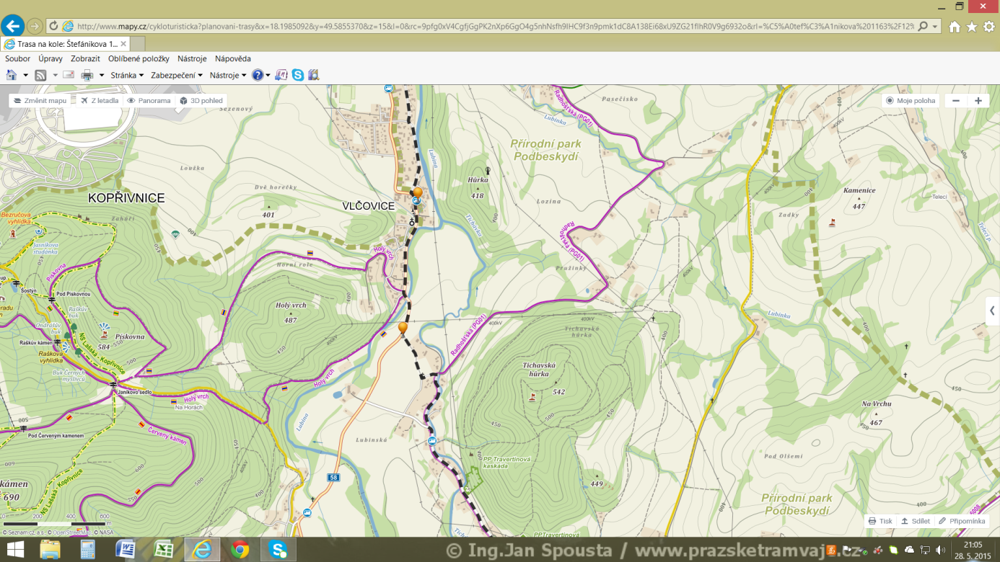 http://www.mapy.cz/cykloturisticka?planovani-trasy&x=18.1985092&y=49.5855370&z=15&l=0&rc=9pfg0xV4CgfjGgPK2nXp6GgO4g5nhNsfh9IHC9f3n9pmk1dC8A138Ei68xU9ZG21flhR0V9g6932o&rl=%C5%A0tef%C3%A1nikova%201163%2F12%
Trasa na kole: Štefánikova 1...
Soubor Úpravy Zobrazit Oblíbené položky Nástroje Nápověda
Stránka Zabezpečení Nástroje
Změnit mapu Z letadla Panorama 3D pohled
Moje poloha
Sezenový
Pasečisko
Radhošťská (PG01)
Lubinka
400
Přírodní park
Podbeskydí
Lubina
Loučka
Hůrka
418
Dvě horečky
Lozina
Kamenice
447
Teleci
KOPŘIVNICE
VLČOVICE
401
Zodky
Bezručova
vyhlídka
Zahůří
Tichávka
Teleci p.
Jasníkova
studánka
Radhošťská (PG01)
Holý vrch
Horní role
Pružinky
Pískovna
Šostýn
Pod Pískovnou
Holý vrch
487
400kV
Raškův
buk
Ondrášův
buk
Pískovna
584
Radhošťská (PG01)
Tichavská
hůrka
Lubinka
Raškův kámen
Raškova
vyhlídka
NS Lašská - Kopřivnice
Buk Černých
myslivců
Tichavská
hůrka
542
Janíkovo sedlo
Holý vrch
Holý vrch
Na Horách
Na Vrchu
467
Pod Červeným kamenem
Červený kámen
Lubina
Lubinská
Pod Olšemi
PP Travertinová
kaskáda
NS Lašská - Kopřivnice
kámen
690
58
449
Přírodní park
Podbeskydí
6008
0 200 400 600
m
Tisk Sdílet Připomínka
© Seznam.cz, a.s., © OpenStreetMap, © NASA
PP Travertinová
© Ing.Jan Spousta / www.prazsketramvaje.cz
21:05
28. 5. 2015